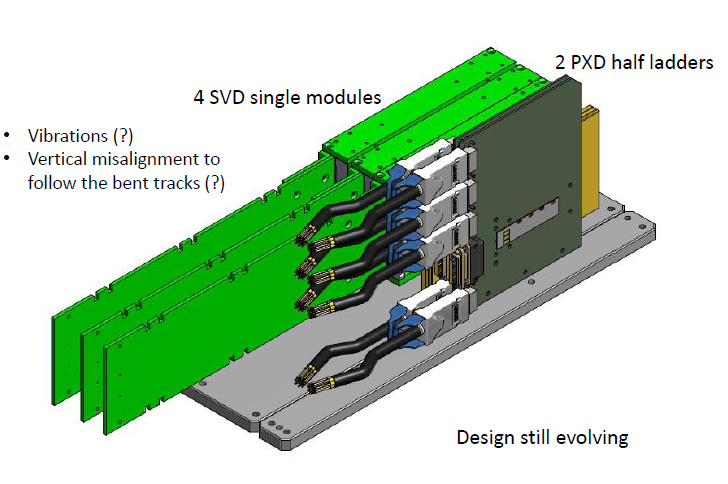 2 PXD half ladders
4 SVD single modules
• Vibrations (?)
• Vertical misalignment to
follow the bent tracks (?)
Design still evolving